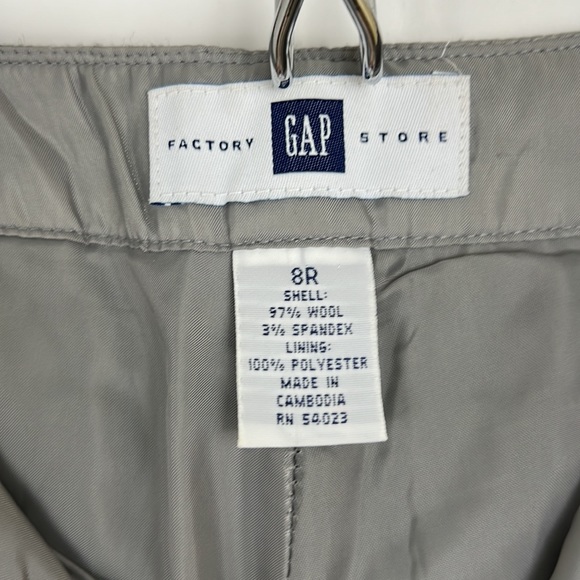 FACTORY GAP STORE
8R
SHELL:
97% WOOL
3% SPANDEX
LINING:
100% POLYESTER
MADE IN
CAMBODIA
RN 54023